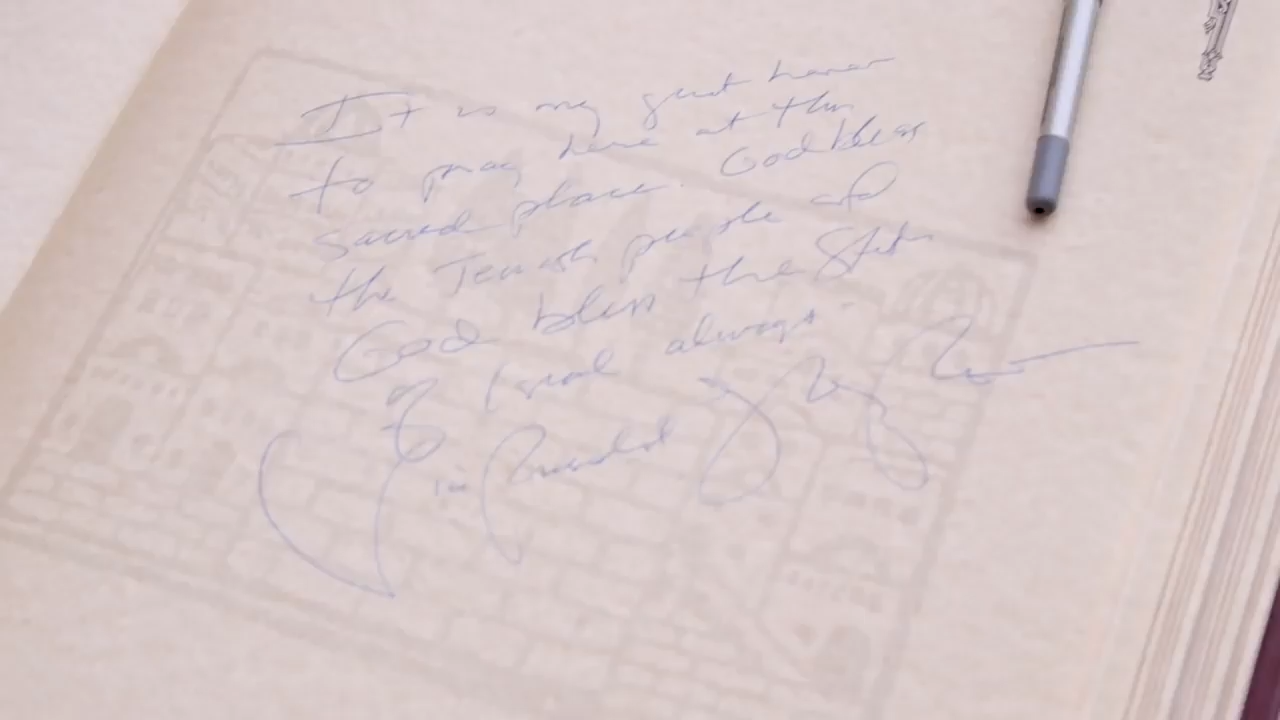 It is my great honor
to pray here at this
sacred place. God bless
the Jewish people and
God bless the State
of Israel always.